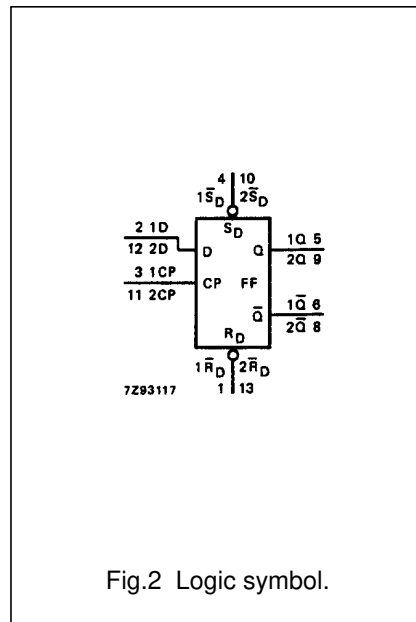 4 10
1S̅D 2S̅D
SD
2 1D
12 2D
D
Q
1Q 5
2Q 9
3 1CP
11 2CP
CP FF
Q̅
1Q̅ 6
2Q̅ 8
RD
1R̅D 2R̅D
7Z93117
1 13
Fig.2 Logic symbol.